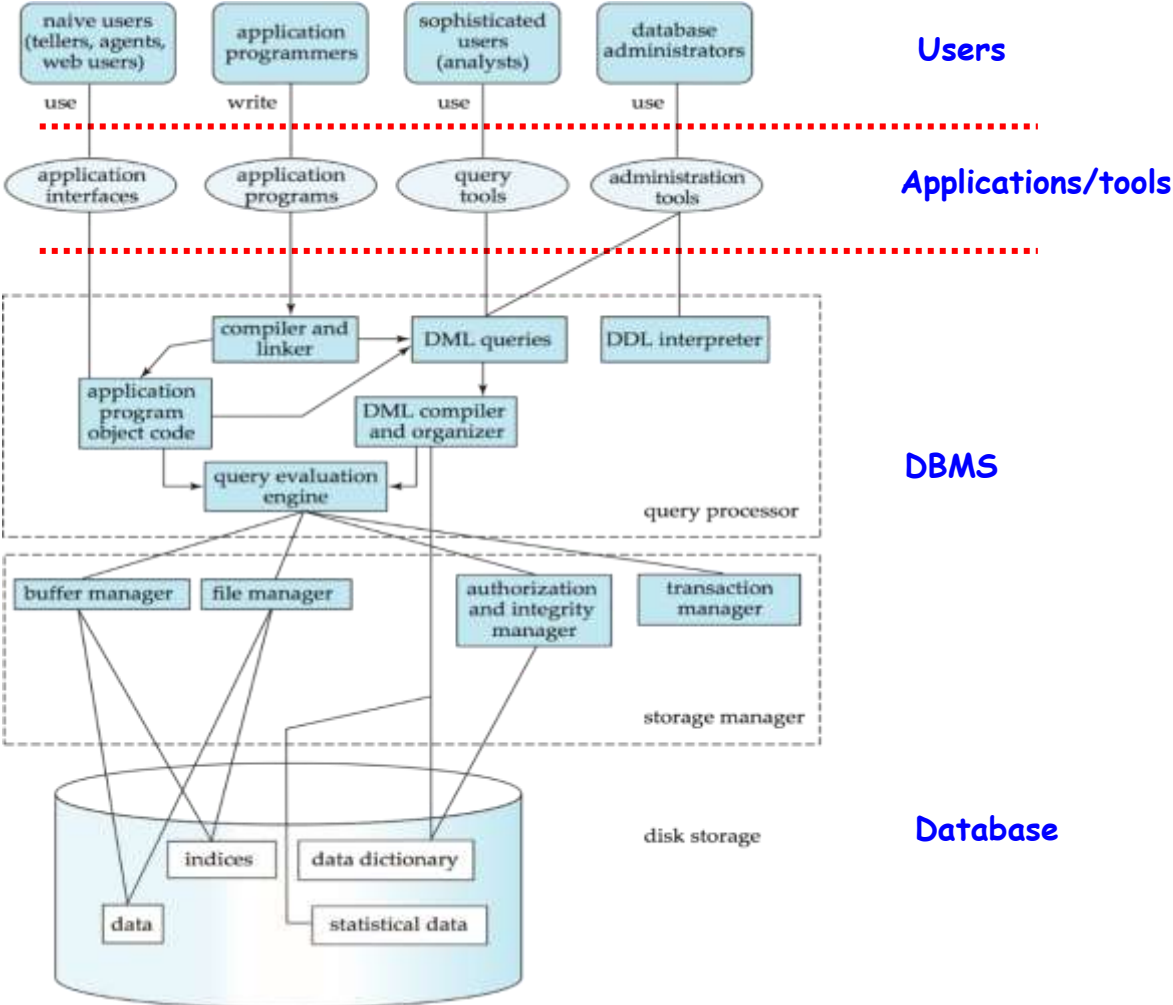 naive users
(tellers, agents,
web users)
application
programmers
sophisticated
users
(analysts)
database
administrators
Users
use
write
use
use
application
interfaces
application
programs
query
tools
administration
tools
Applications/tools
compiler and
linker
DML queries
DDL interpreter
application
program
object code
DML compiler
and organizer
DBMS
query evaluation
engine
query processor
buffer manager
file manager
authorization
and integrity
manager
transaction
manager
storage manager
disk storage
Database
indices
data dictionary
data
statistical data